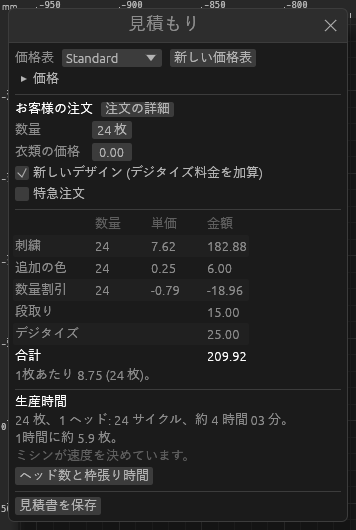 mm
-950
-900
-850
-800
見積もり
価格表 Standard 新しい価格表
価格
お客様の注文 注文の詳細
数量 24 枚
衣類の価格 0.00
新しいデザイン (デジタイズ料金を加算)
特急注文
数量 単価 金額
刺繍 24 7.62 182.88
追加の色 24 0.25 6.00
数量割引 24 -0.79 -18.96
段取り 15.00
デジタイズ 25.00
合計 209.92
1枚あたり 8.75 (24 枚)。
生産時間
24 枚、1 ヘッド: 24 サイクル、約 4 時間 03 分。
1時間に約 5.9 枚。
ミシンが速度を決めています。
ヘッド数と枠張り時間
見積書を保存